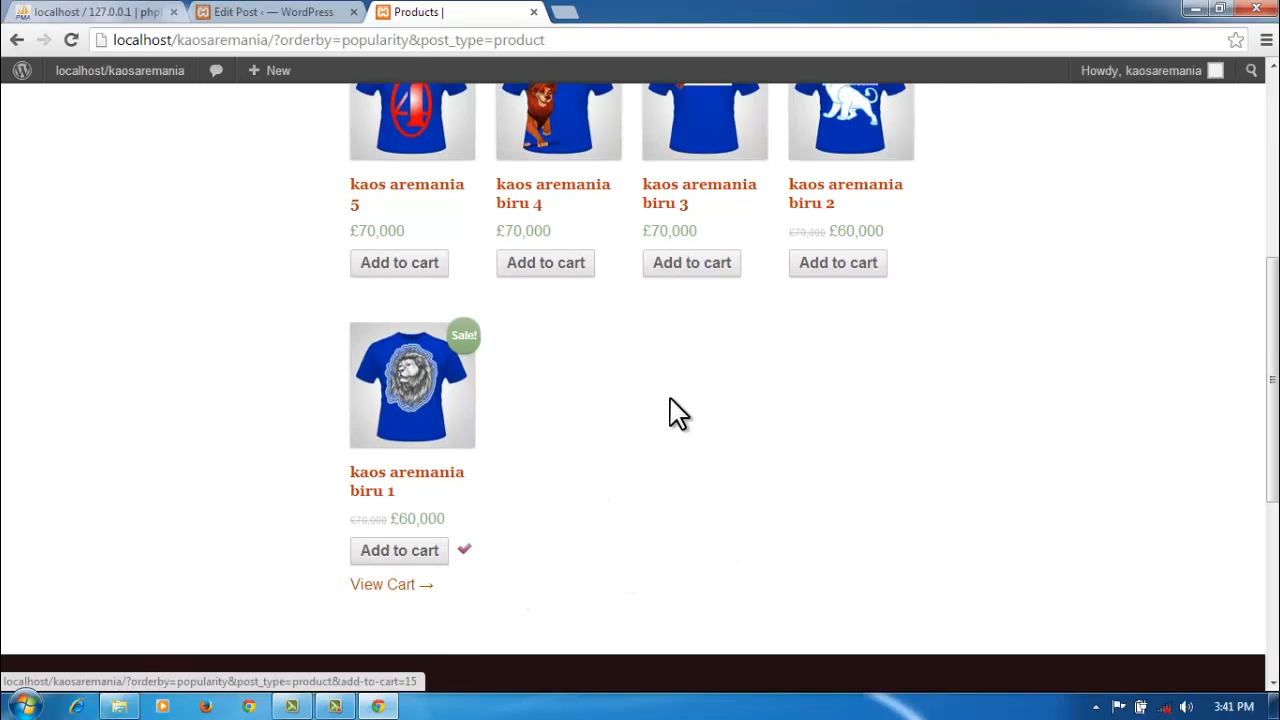 localhost / 127.0.0.1 | phpl
Edit Post ‹ — WordPress
Products |
localhost/kaosaremania/?orderby=popularity&post_type=product
localhost/kaosaremania
New
Howdy, kaosaremania
4
kaos aremania 
5
kaos aremania
biru 4
kaos aremania
biru 3
kaos aremania
biru 2
£70,000
£70,000
£70,000
£70,000 £60,000
Add to cart
Add to cart
Add to cart
Add to cart
Sale!
kaos aremania
biru 1
£70,000 £60,000
Add to cart
View Cart →
localhost/kaosaremania/?orderby=popularity&post_type=product&add-to-cart=15
3:41 PM